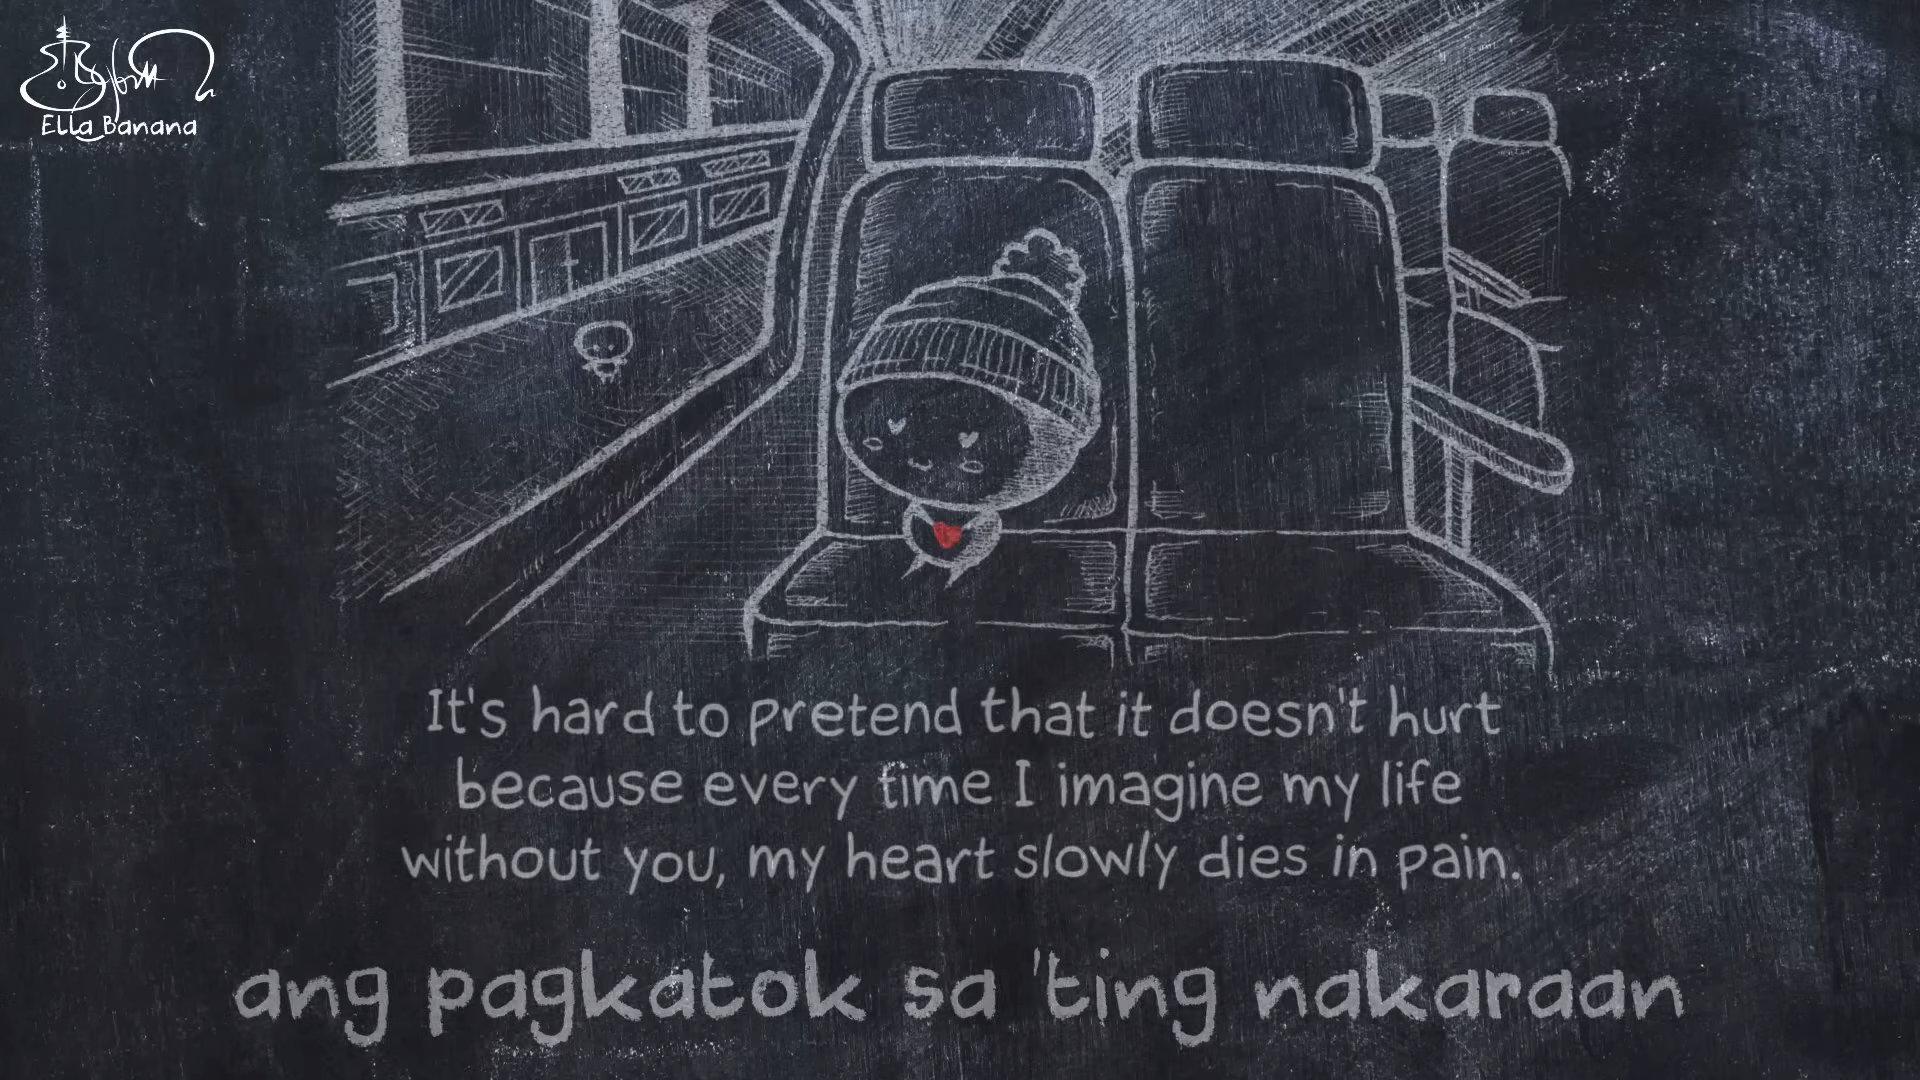 Ella Banana
It's hard to pretend that it doesn't hurt
because every time I imagine my life
without you, my heart slowly dies in pain.
ang pagkatok sa 'ting nakaraan